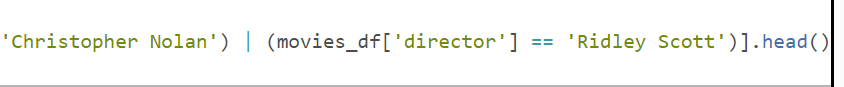 'Christopher Nolan') | (movies_df['director'] == 'Ridley Scott')].head()